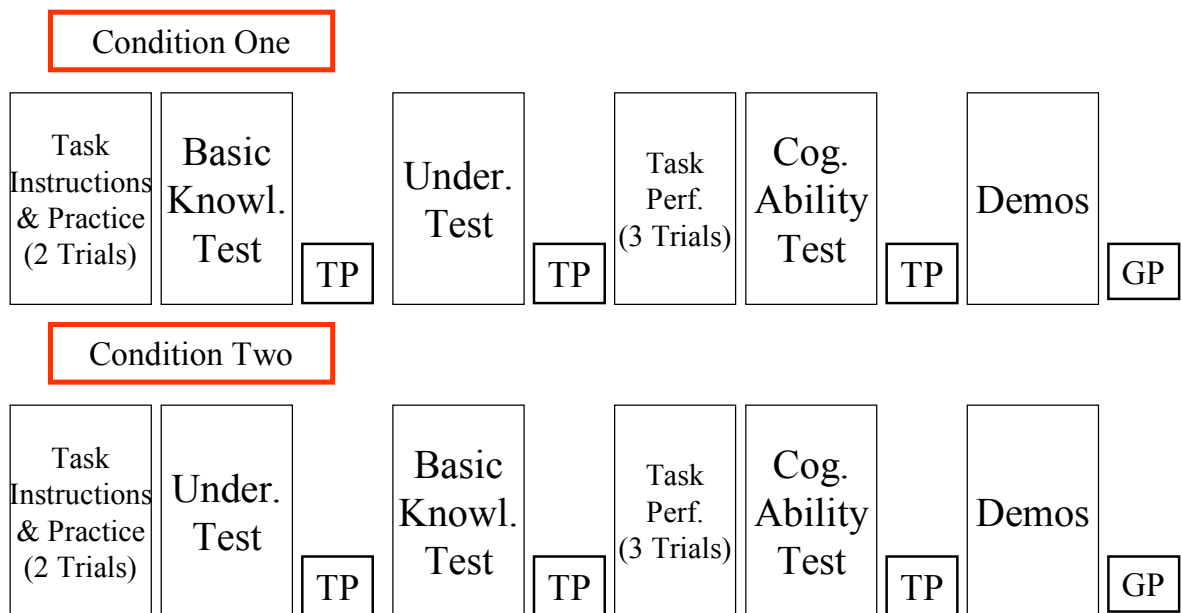 Condition One
Task
Instructions
& Practice
(2 Trials)
Basic
Knowl.
Test
TP
Under.
Test
TP
Task
Perf.
(3 Trials)
Cog.
Ability
Test
TP
Demos
GP
Condition Two
Task
Instructions
& Practice
(2 Trials)
Under.
Test
TP
Basic
Knowl.
Test
TP
Task
Perf.
(3 Trials)
Cog.
Ability
Test
TP
Demos
GP